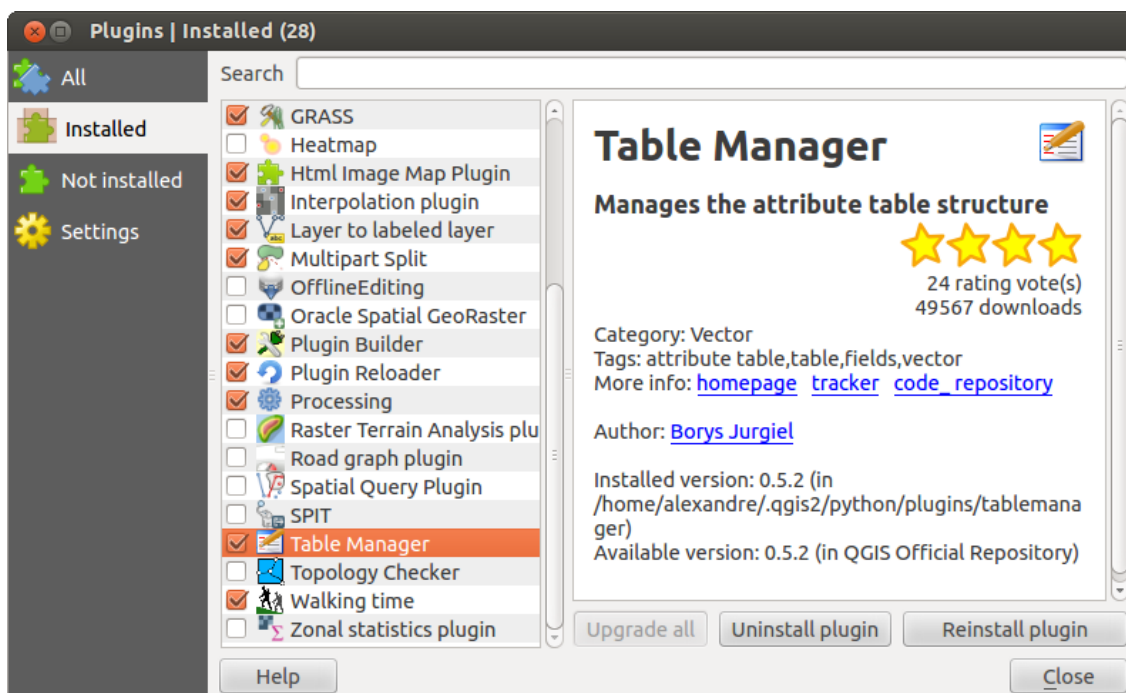 Plugins | Installed (28)
All
Installed
Not installed
Settings
Search
GRASS
Heatmap
Html Image Map Plugin
Interpolation plugin
abc
Layer to labeled layer
Multipart Split
OfflineEditing
Oracle Spatial GeoRaster
Plugin Builder
Plugin Reloader
Processing
Raster Terrain Analysis plu
Road graph plugin
Spatial Query Plugin
SPIT
Table Manager
Topology Checker
Walking time
Σ
Zonal statistics plugin
Table Manager
Manages the attribute table structure
24 rating vote(s)
49567 downloads
Category: Vector
Tags: attribute table,table,fields,vector
More info: homepage tracker code_repository
Author: Borys Jurgiel
Installed version: 0.5.2 (in
/home/alexandre/.qgis2/python/plugins/tablemana
ger)
Available version: 0.5.2 (in QGIS Official Repository)
Upgrade all
Uninstall plugin
Reinstall plugin
Help
Close